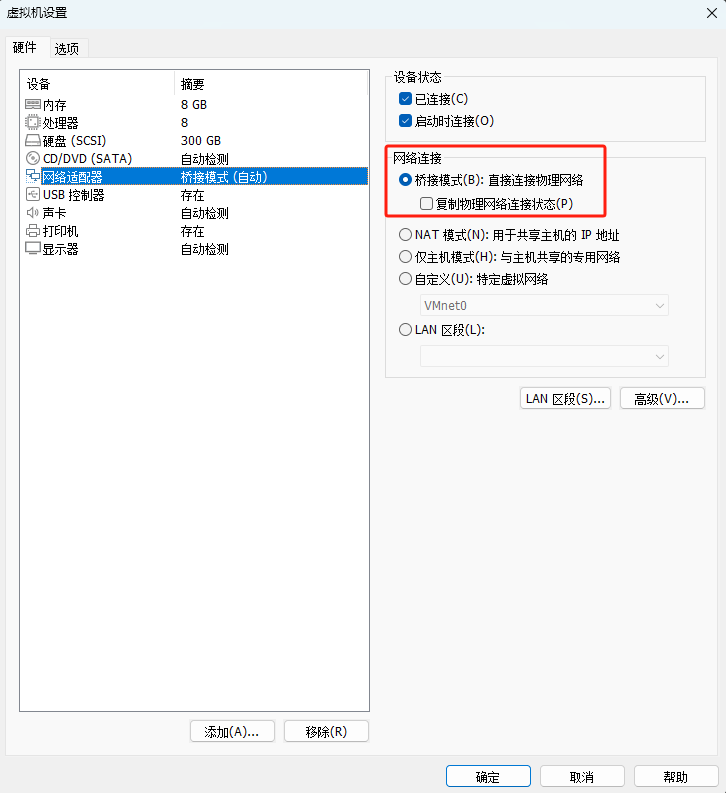 虚拟机设置
硬件 选项
设备 摘要
内存 8 GB
处理器 8
硬盘 (SCSI) 300 GB
CD/DVD (SATA) 自动检测
网络适配器 桥接模式 (自动)
USB 控制器 存在
声卡 自动检测
打印机 存在
显示器 自动检测
添加(A)... 移除(R)
设备状态
已连接(C)
启动时连接(O)
网络连接
桥接模式(B): 直接连接物理网络
复制物理网络连接状态(P)
NAT 模式(N): 用于共享主机的 IP 地址
仅主机模式(H): 与主机共享的专用网络
自定义(U): 特定虚拟网络
VMnet0
LAN 区段(L):
LAN 区段(S)... 高级(V)...
确定 取消 帮助